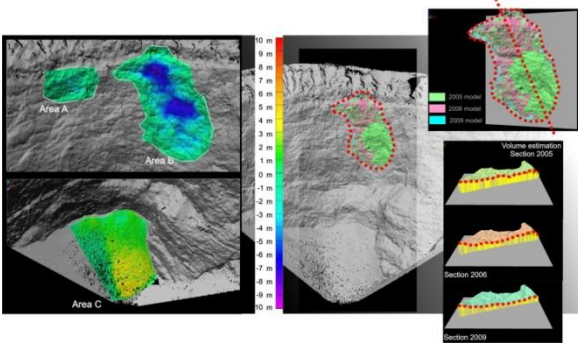 Area A
Area B
Area C
10 m
9 m
8 m
7 m
6 m
5 m
4 m
3 m
2 m
1 m
0 m
-1 m
-2 m
-3 m
-4 m
-5 m
-6 m
-7 m
-8 m
-9 m
-10 m
2005 model
2006 model
2009 model
Volume estimation
Section 2005
Section 2006
Section 2009